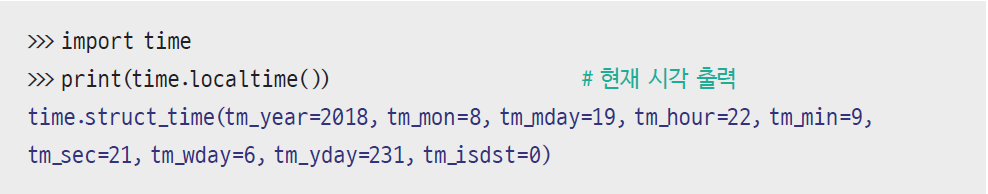 >>> import time
>>> print(time.localtime()) # 현재 시각 출력
time.struct_time(tm_year=2018, tm_mon=8, tm_mday=19, tm_hour=22, tm_min=9,
tm_sec=21, tm_wday=6, tm_yday=231, tm_isdst=0)